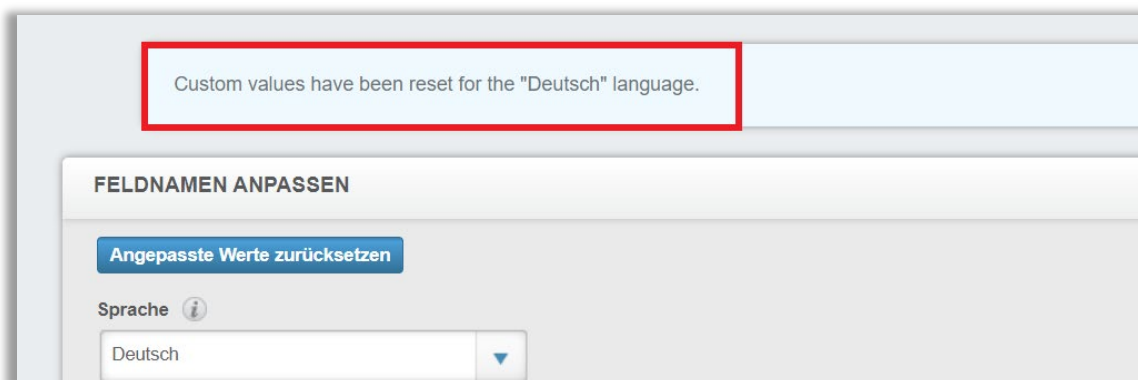 Custom values have been reset for the "Deutsch" language.
FELDNAMEN ANPASSEN
Angepasste Werte zurücksetzen
Sprache i
Deutsch